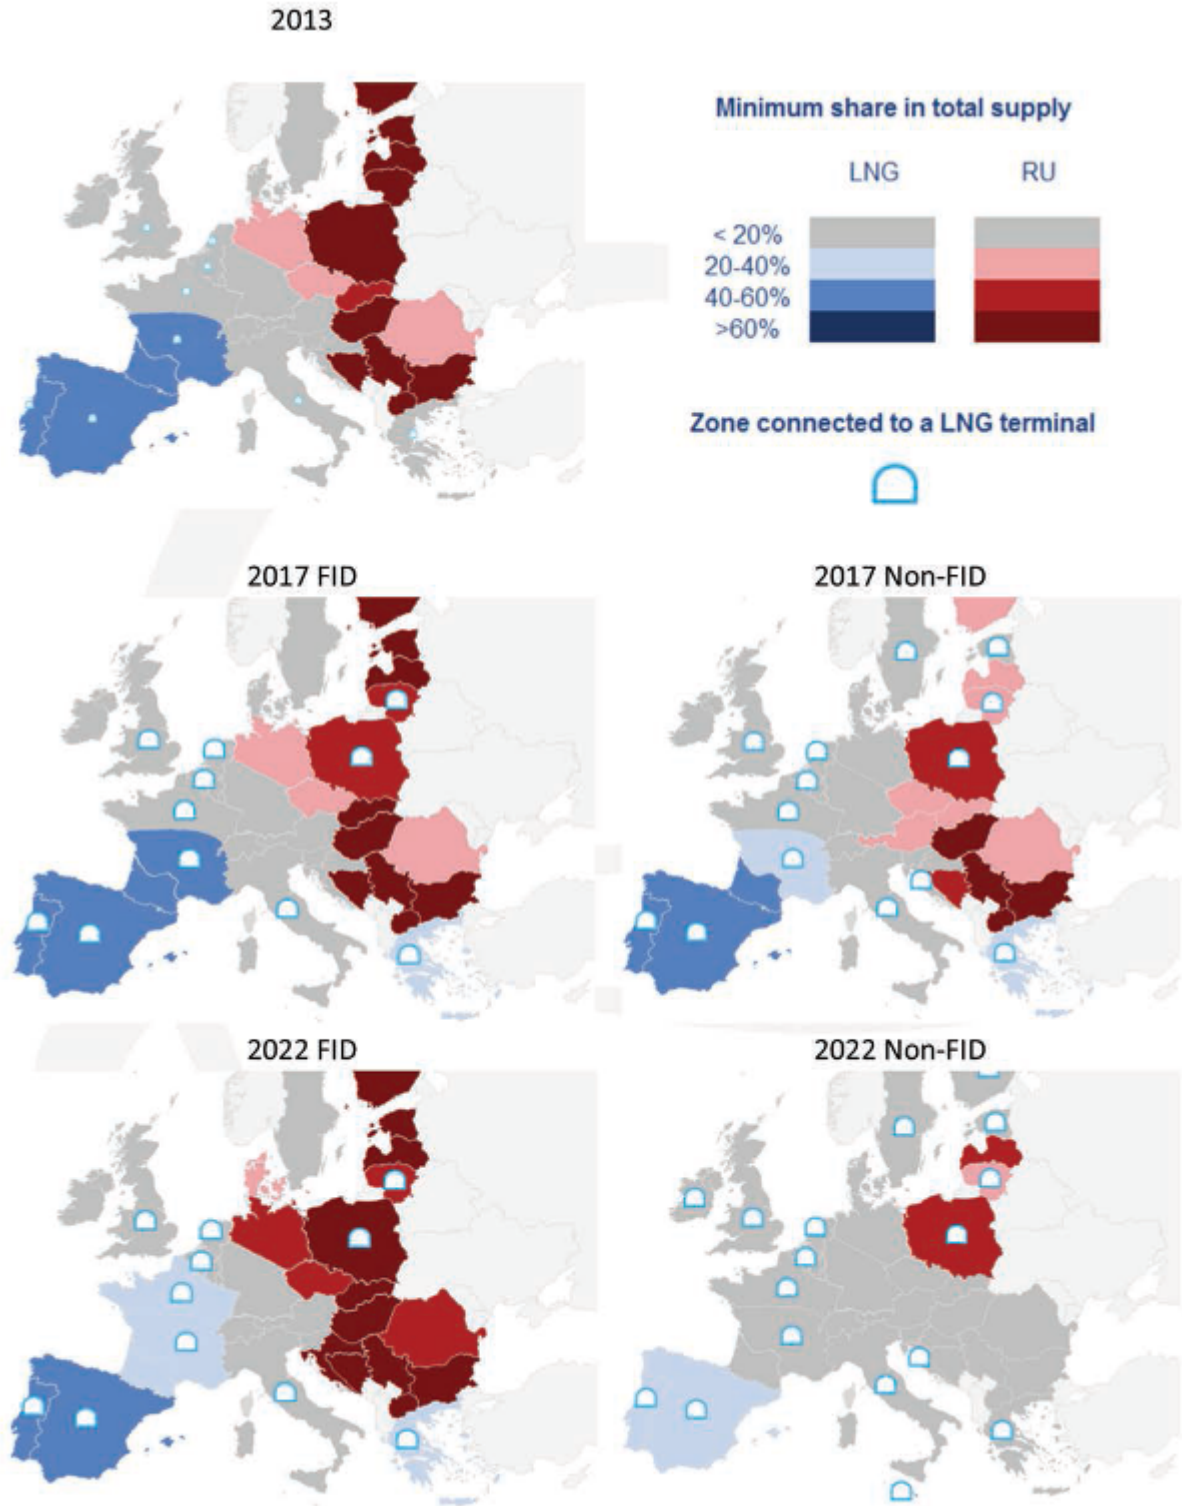 2013
Minimum share in total supply
LNG RU
< 20%
20-40%
40-60%
>60%
Zone connected to a LNG terminal
2017 FID
2017 Non-FID
2022 FID
2022 Non-FID